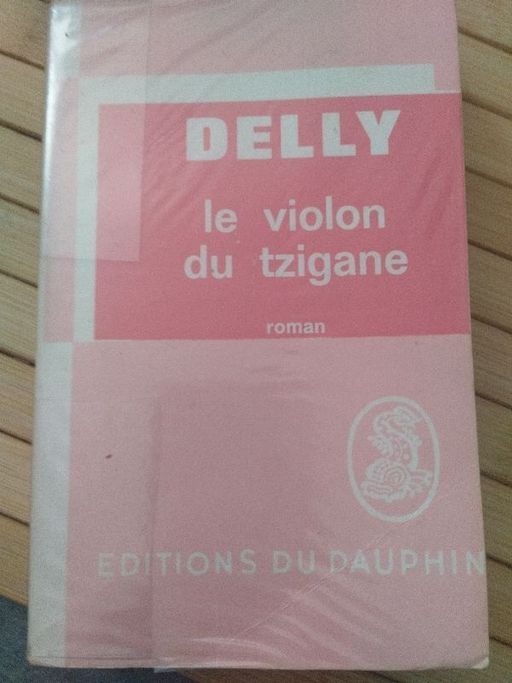 DELLY
le violon
du tzigane
roman
EDITIONS DU DAUPHIN